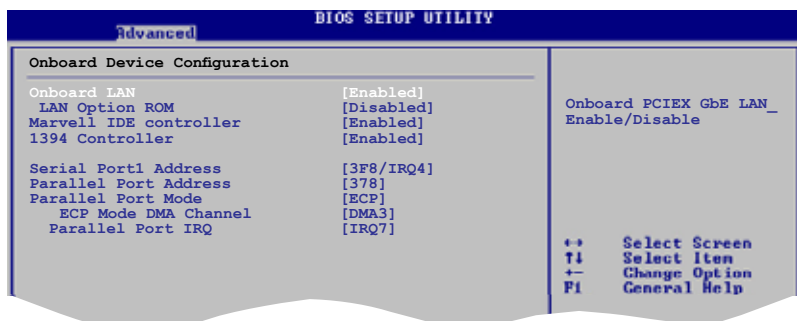 BIOS SETUP UTILITY
Advanced
Onboard Device Configuration
Onboard LAN [Enabled]
LAN Option ROM [Disabled]
Marvell IDE controller [Enabled]
1394 Controller [Enabled]
Serial Port1 Address [3F8/IRQ4]
Parallel Port Address [378]
Parallel Port Mode [ECP]
ECP Mode DMA Channel [DMA3]
Parallel Port IRQ [IRQ7]
Onboard PCIEX GbE LAN_
Enable/Disable
↔ Select Screen
↑↓ Select Item
+- Change Option
F1 General Help